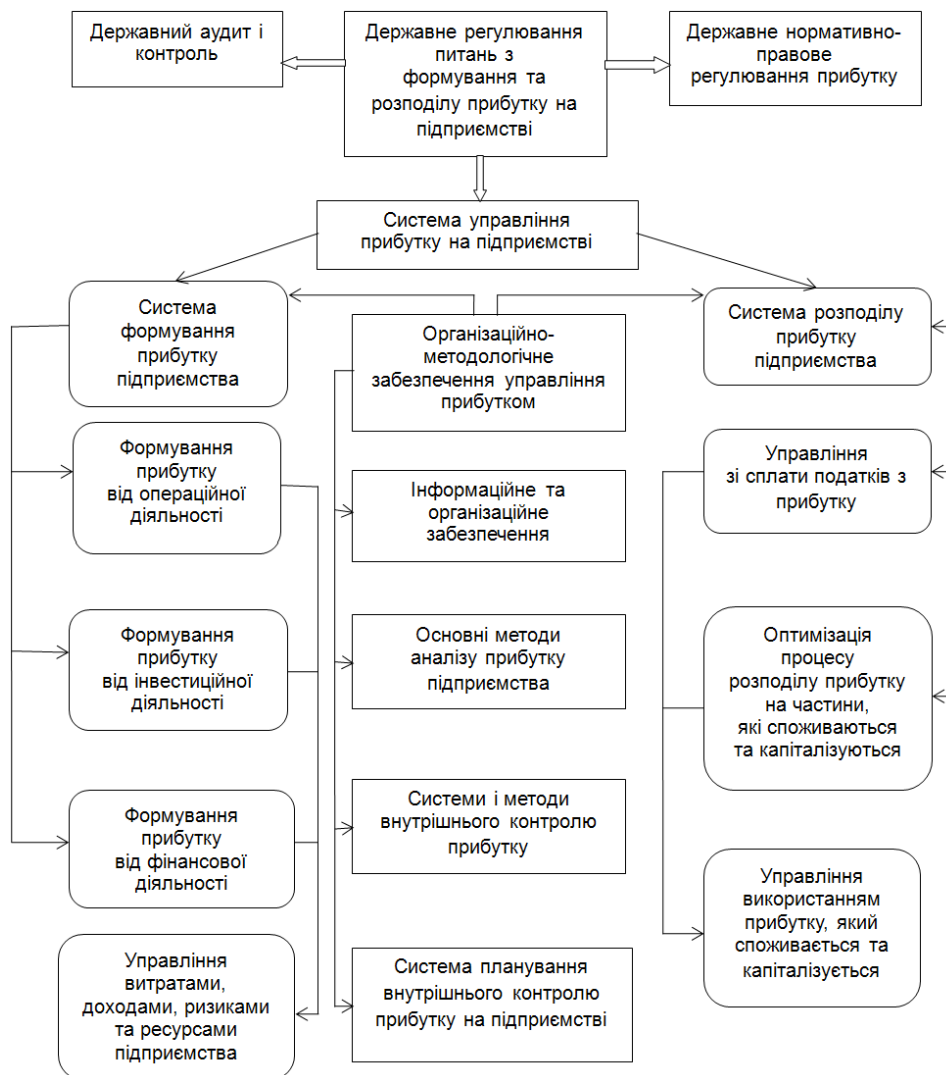 Державний аудит і
контроль
Державне регулювання
питань з
формування та
розподілу прибутку на
підприємстві
Державне нормативно-
правове
регулювання прибутку
Система управління
прибутку на підприємстві
Система
формування
прибутку
підприємства
Організаційно-
методологічне
забезпечення управління
прибутком
Система розподілу
прибутку
підприємства
Формування
прибутку
від операційної
діяльності
Інформаційне та
організаційне
забезпечення
Управління
зі сплати податків з
прибутку
Формування
прибутку
від інвестиційної
діяльності
Основні методи
аналізу прибутку
підприємства
Оптимізація
процесу
розподілу прибутку
на частини,
які споживаються
та капіталізуються
Формування
прибутку
від фінансової
діяльності
Системи і методи
внутрішнього контролю
прибутку
Управління
використанням
прибутку, який
споживається та
капіталізується
Управління
витратами,
доходами, ризиками
та ресурсами
підприємства
Система планування
внутрішнього контролю
прибутку на підприємстві